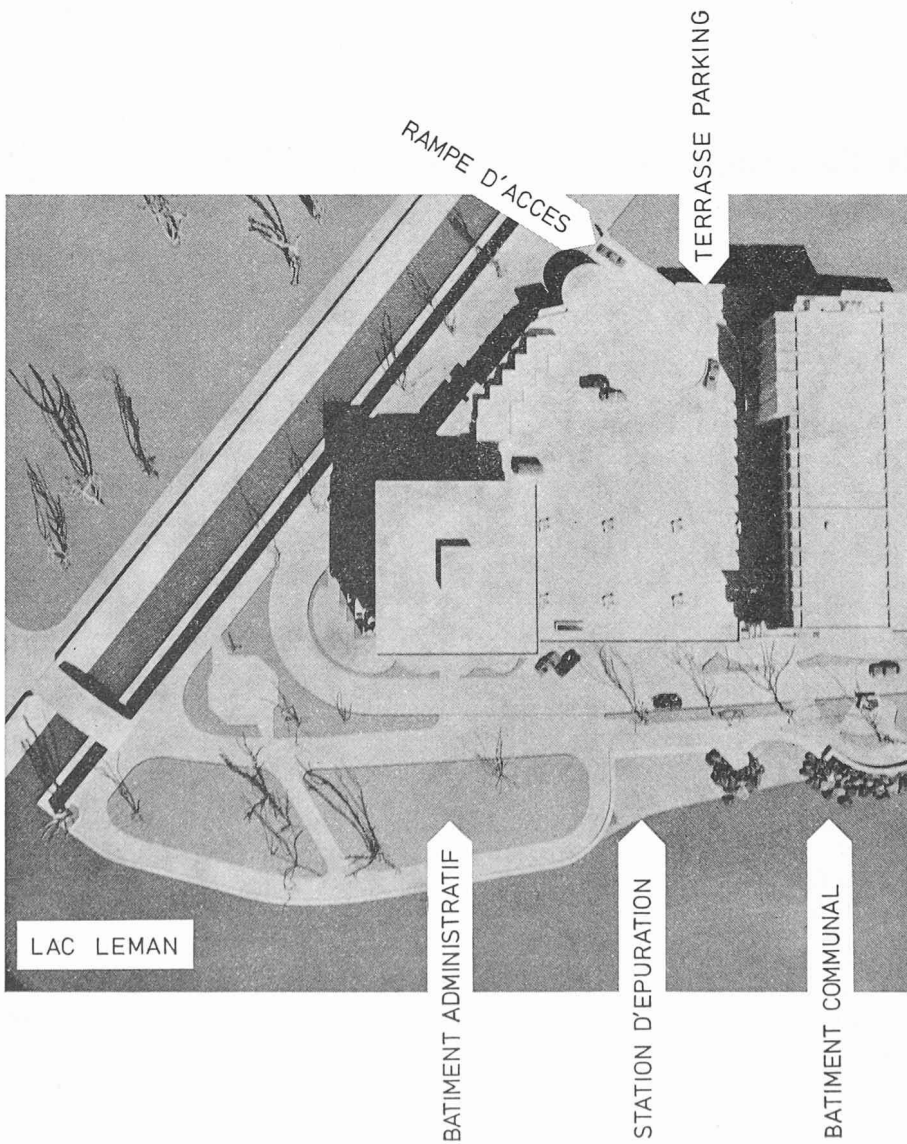 RAMPE D'ACCES
TERRASSE PARKING
LAC LEMAN
BATIMENT ADMINISTRATIF
STATION D'EPURATION
BATIMENT COMMUNAL